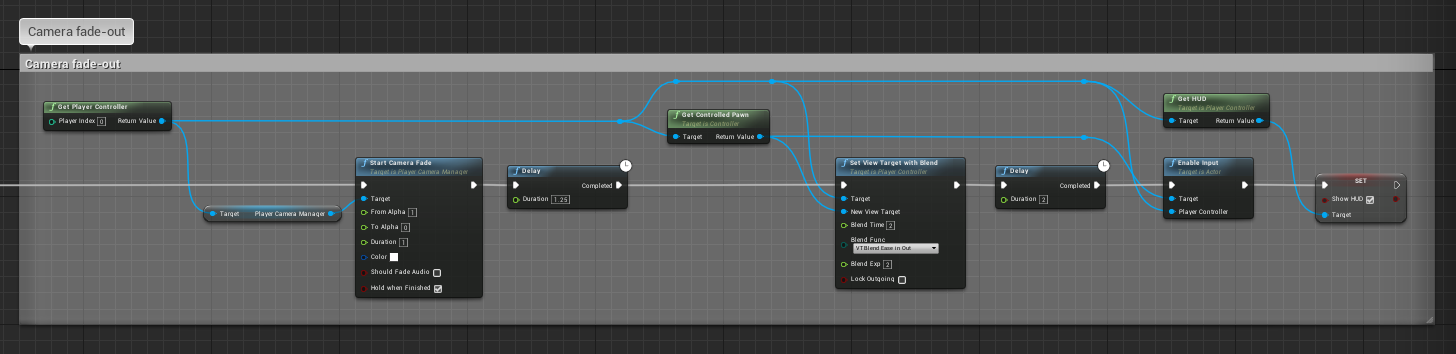 Camera fade-out
Camera fade-out
Get Player Controller
Player Index 0 Return Value
Target Player Camera Manager
Start Camera Fade
Target is Player Camera Manager
Target
From Alpha 1
To Alpha 0
Duration 1
Color
Should Fade Audio
Hold when Finished
Delay
Completed
Duration 1.25
Get Controlled Pawn
Target is Controller
Target Return Value
Set View Target with Blend
Target is Player Controller
Target
New View Target
Blend Time 2
Blend Func
VTBlend Ease in Out
Blend Exp 2
Lock Outgoing
Delay
Completed
Duration 2
Get HUD
Target is Player Controller
Target Return Value
Enable Input
Target is Actor
Target
Player Controller
SET
Show HUD
Target